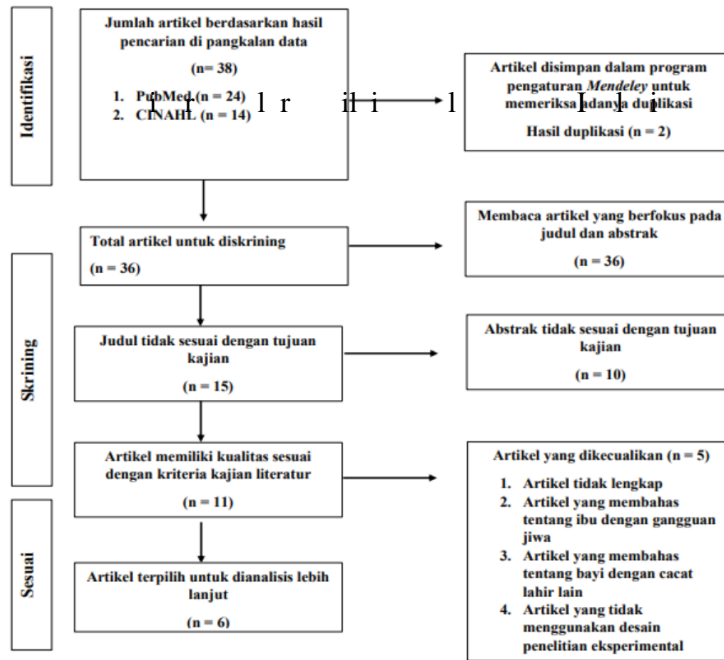 Identifikasi
Jumlah artikel berdasarkan hasil
pencarian di pangkalan data
(n= 38)
1. PubMed (n = 24)
2. CINAHL (n = 14)
Artikel disimpan dalam program
pengaturan Mendeley untuk
memeriksa adanya duplikasi
Hasil duplikasi (n = 2)
Skrining
Total artikel untuk diskrining
(n = 36)
Membaca artikel yang berfokus pada
judul dan abstrak
(n = 36)
Judul tidak sesuai dengan tujuan
kajian
(n = 15)
Abstrak tidak sesuai dengan tujuan
kajian
(n = 10)
Artikel memiliki kualitas sesuai
dengan kriteria kajian literatur
(n = 11)
Artikel yang dikecualikan (n = 5)
1. Artikel tidak lengkap
2. Artikel yang membahas
tentang ibu dengan gangguan
jiwa
3. Artikel yang membahas
tentang bayi dengan cacat
lahir lain
4. Artikel yang tidak
menggunakan desain
penelitian eksperimental
Sesuai
Artikel terpilih untuk dianalisis lebih
lanjut
(n = 6)